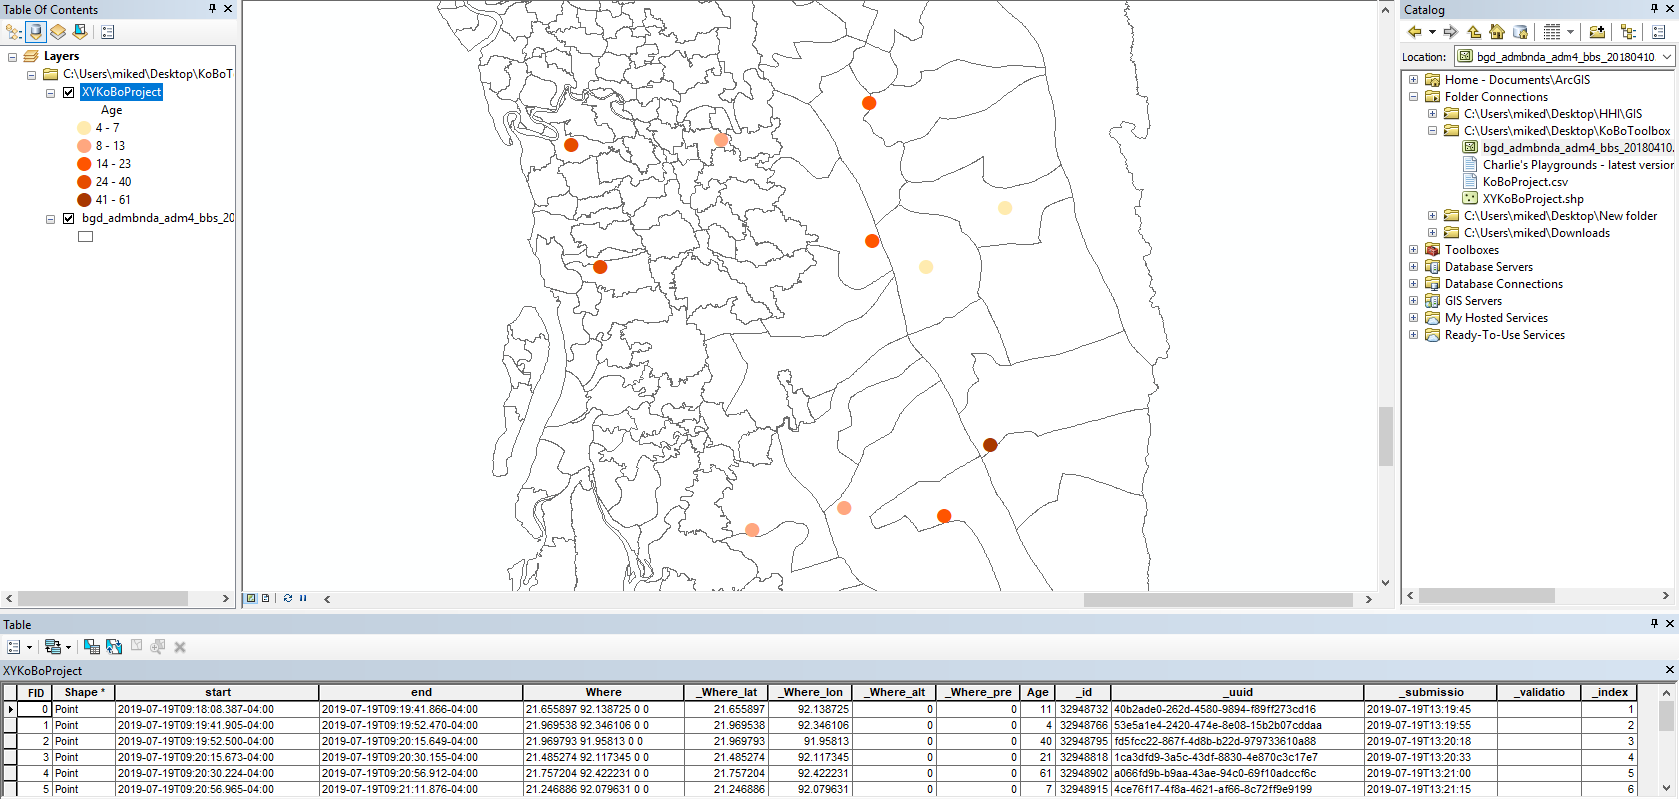 Table Of Contents
Layers
C:\Users\miked\Desktop\KoBoT
XYKoBoProject
Age
4 - 7
8 - 13
14 - 23
24 - 40
41 - 61
bgd_admbnda_adm4_bbs_20
Catalog
Location: bgd_admbnda_adm4_bbs_20180410.
Home - Documents\ArcGIS
Folder Connections
C:\Users\miked\Desktop\HHI\GIS
C:\Users\miked\Desktop\KoBoToolbox
bgd_admbnda_adm4_bbs_20180410.
Charlie's Playgrounds - latest version
KoBoProject.csv
XYKoBoProject.shp
C:\Users\miked\Desktop\New folder
C:\Users\miked\Downloads
Toolboxes
Database Servers
Database Connections
GIS Servers
My Hosted Services
Ready-To-Use Services
Table
XYKoBoProject
FID Shape * start end Where _Where_lat _Where_lon _Where_alt _Where_pre Age _id _uuid _submissio _validatio _index
0 Point 2019-07-19T09:18:08.387-04:00 2019-07-19T09:19:41.866-04:00 21.655897 92.138725 0 0 21.655897 92.138725 0 0 11 32948732 40b2ade0-262d-4580-9894-f89ff273cd16 2019-07-19T13:19:45 1
1 Point 2019-07-19T09:19:41.905-04:00 2019-07-19T09:19:52.470-04:00 21.969538 92.346106 0 0 21.969538 92.346106 0 0 4 32948766 53e5a1e4-2420-474e-8e08-15b2b07cddaa 2019-07-19T13:19:55 2
2 Point 2019-07-19T09:19:52.500-04:00 2019-07-19T09:20:15.649-04:00 21.969793 91.95813 0 0 21.969793 91.95813 0 0 40 32948795 fd5fcc22-867f-4d8b-b22d-979733610a88 2019-07-19T13:20:18 3
3 Point 2019-07-19T09:20:15.673-04:00 2019-07-19T09:20:30.155-04:00 21.485274 92.117345 0 0 21.485274 92.117345 0 0 21 32948818 1ca3dfd9-3a5c-43df-8830-4e870c3c17e7 2019-07-19T13:20:33 4
4 Point 2019-07-19T09:20:30.224-04:00 2019-07-19T09:20:56.912-04:00 21.757204 92.422231 0 0 21.757204 92.422231 0 0 61 32948902 a066fd9b-b9aa-43ae-94c0-69f10adccf6c 2019-07-19T13:21:00 5
5 Point 2019-07-19T09:20:56.965-04:00 2019-07-19T09:21:11.876-04:00 21.246886 92.079631 0 0 21.246886 92.079631 0 0 7 32948915 4ce76f17-4f8a-4621-af66-8c72ff9e9199 2019-07-19T13:21:15 6